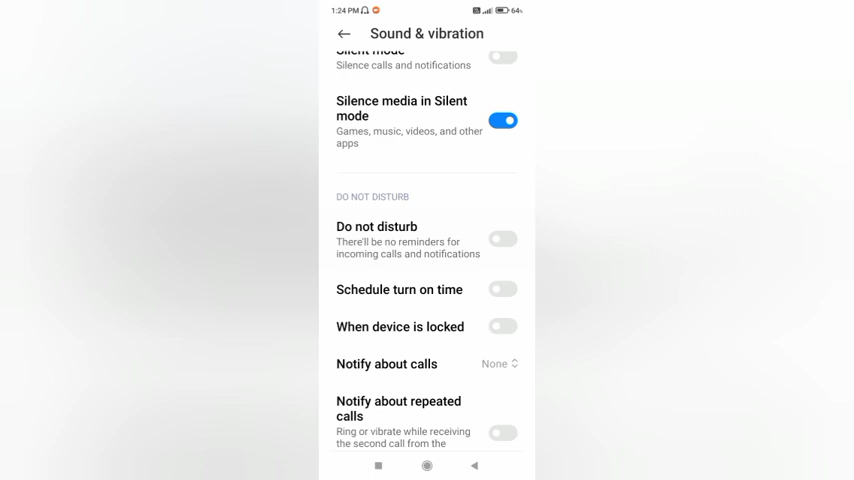 1:24 PM
64%
Sound & vibration
Silent mode
Silence calls and notifications
Silence media in Silent
mode
Games, music, videos, and other
apps
DO NOT DISTURB
Do not disturb
There'll be no reminders for
incoming calls and notifications
Schedule turn on time
When device is locked
Notify about calls
None
Notify about repeated
calls
Ring or vibrate while receiving
the second call from the